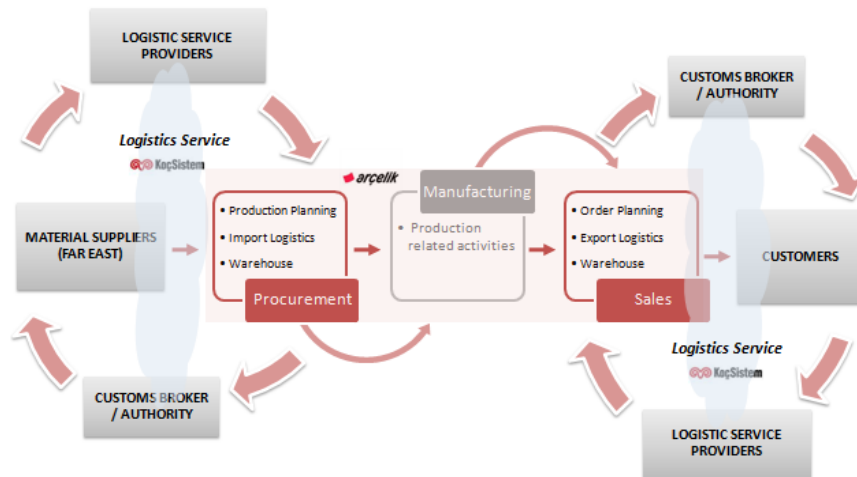 LOGISTIC SERVICE
PROVIDERS
Logistics Service
KoçSistem
MATERIAL SUPPLIERS
(FAR EAST)
CUSTOMS BROKER
/ AUTHORITY
arçelik
• Production Planning
• Import Logistics
• Warehouse
Procurement
Manufacturing
• Production
related activities
• Order Planning
• Export Logistics
• Warehouse
Sales
CUSTOMS BROKER
/ AUTHORITY
CUSTOMERS
Logistics Service
KoçSistem
LOGISTIC SERVICE
PROVIDERS